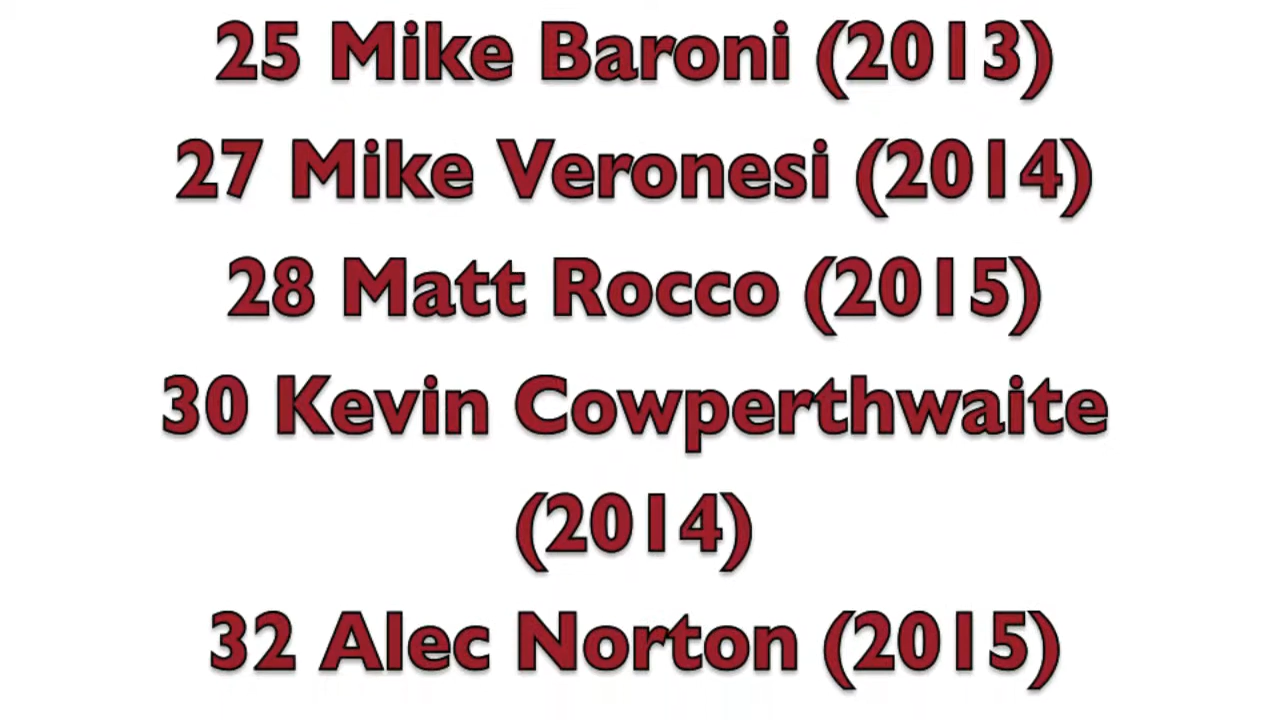 25 Mike Baroni (2013)
27 Mike Veronesi (2014)
28 Matt Rocco (2015)
30 Kevin Cowperthwaite
(2014)
32 Alec Norton (2015)